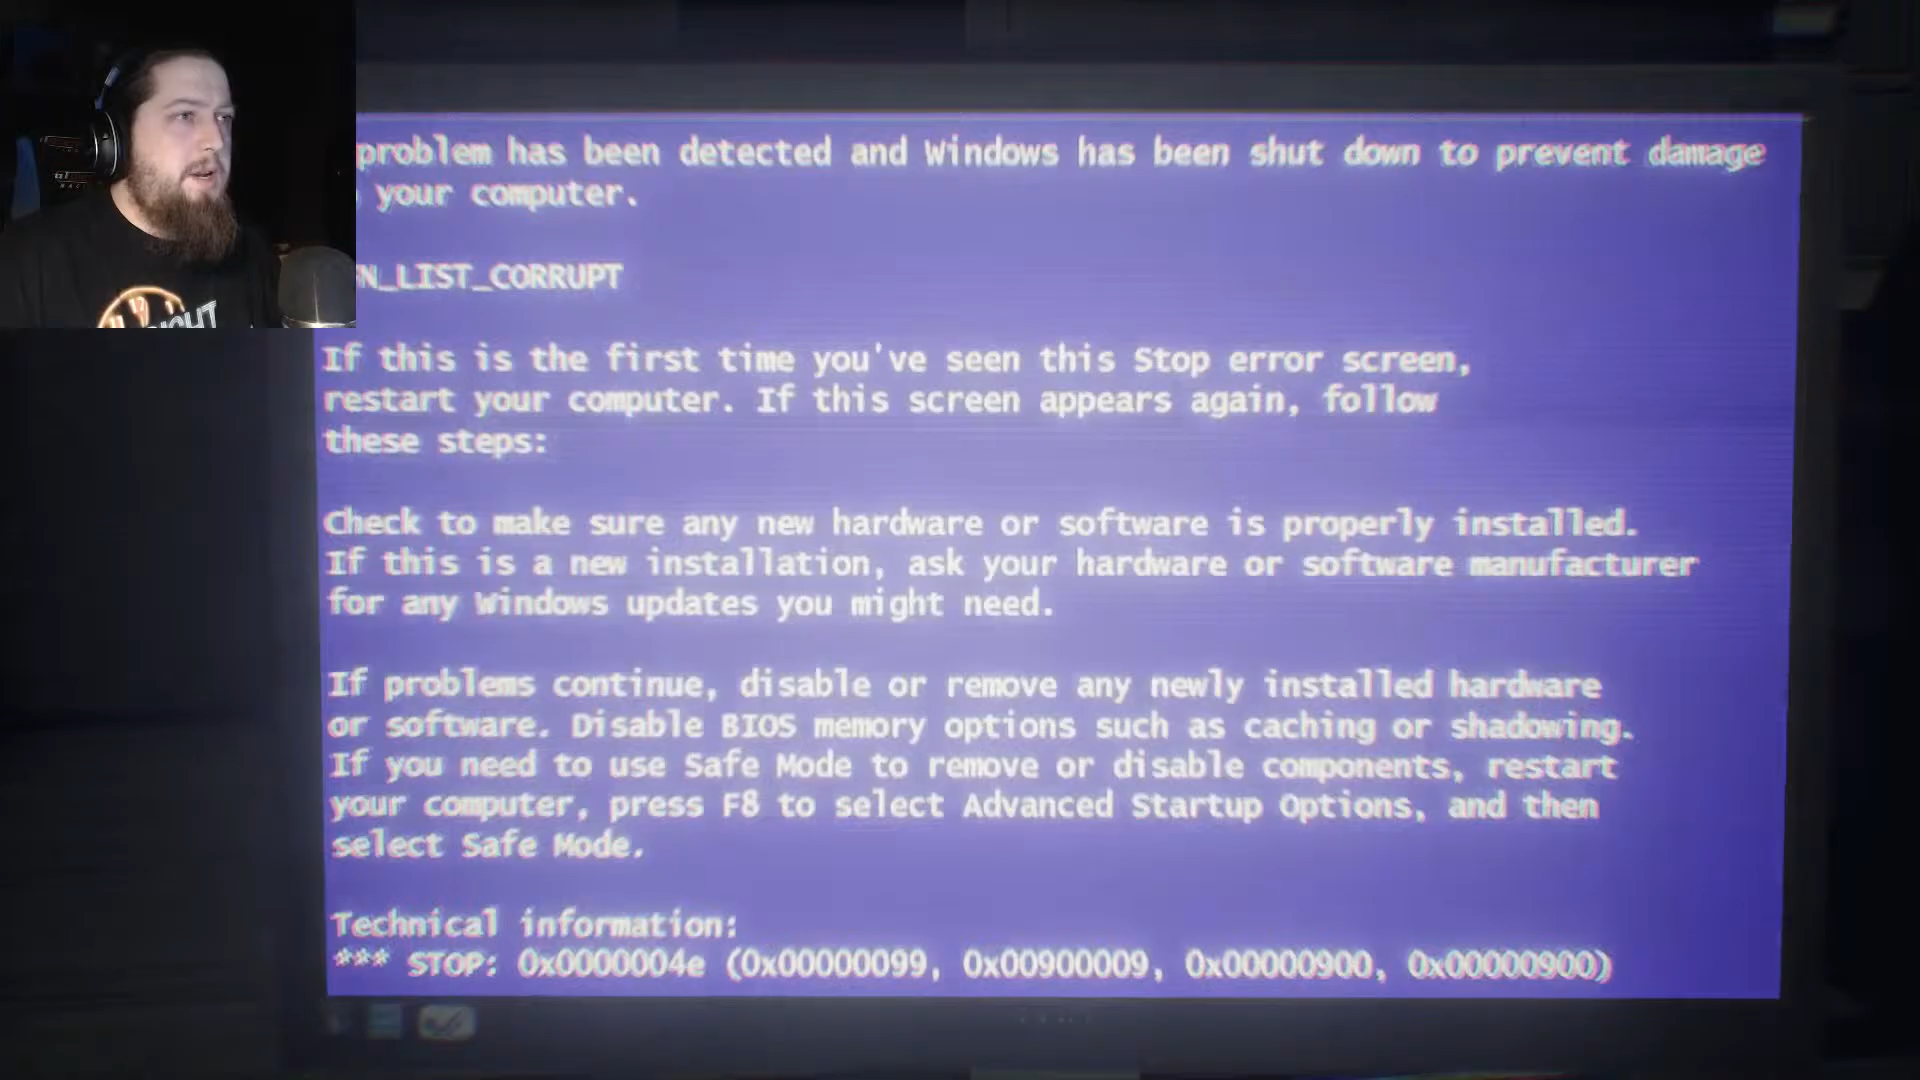 problem has been detected and Windows has been shut down to prevent damage
your computer.
N_LIST_CORRUPT
If this is the first time you've seen this Stop error screen,
restart your computer. If this screen appears again, follow
these steps:
Check to make sure any new hardware or software is properly installed.
If this is a new installation, ask your hardware or software manufacturer
for any Windows updates you might need.
If problems continue, disable or remove any newly installed hardware
or software. Disable BIOS memory options such as caching or shadowing.
If you need to use Safe Mode to remove or disable components, restart
your computer, press F8 to select Advanced Startup Options, and then
select Safe Mode.
Technical information:
*** STOP: 0x0000004e (0x00000099, 0x00900009, 0x00000900, 0x00000900)